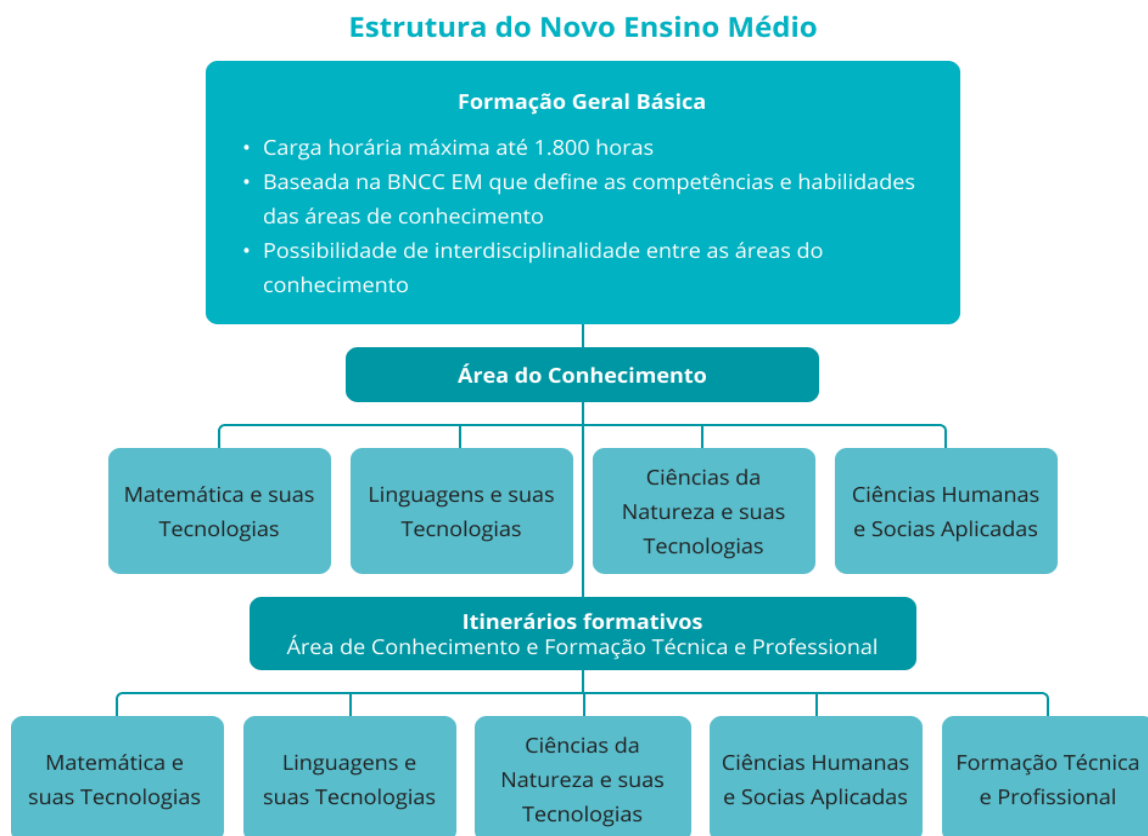 Estrutura do Novo Ensino Médio
Formação Geral Básica
• Carga horária máxima até 1.800 horas
• Baseada na BNCC EM que define as competências e habilidades
das áreas de conhecimento
• Possibilidade de interdisciplinalidade entre as áreas do
conhecimento
Área do Conhecimento
Matemática e suas
Tecnologias
Linguagens e suas
Tecnologias
Ciências da
Natureza e suas
Tecnologias
Ciências Humanas
e Socias Aplicadas
Itinerários formativos
Área de Conhecimento e Formação Técnica e Professional
Matemática e
suas Tecnologias
Linguagens e
suas Tecnologias
Ciências da
Natureza e suas
Tecnologias
Ciências Humanas
e Socias Aplicadas
Formação Técnica
e Profissional